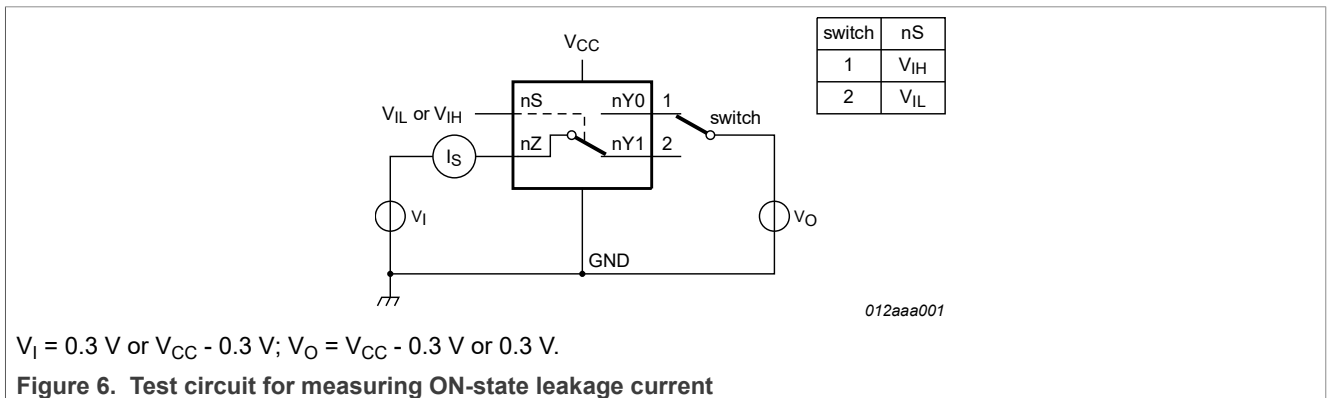 switch nS
1 VIH
2 VIL
VCC
nS nY0 1
VIL or VIH
switch
nZ nY1 2
IS
VI
VO
GND
012aaa001
VI = 0.3 V or VCC - 0.3 V; VO = VCC - 0.3 V or 0.3 V.
Figure 6. Test circuit for measuring ON-state leakage current